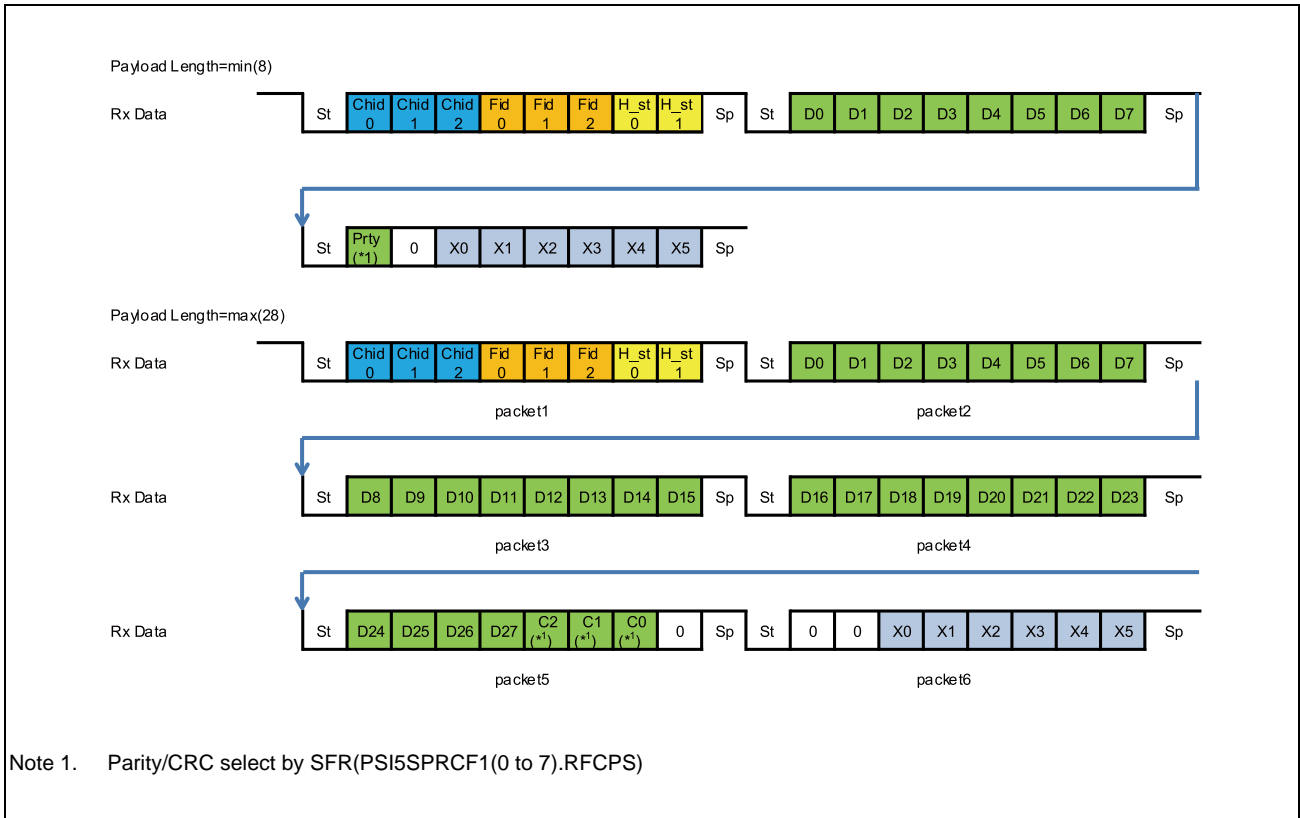 Payload Length=min(8)
Rx Data St Chid 0 Chid 1 Chid 2 Fid 0 Fid 1 Fid 2 H_st 0 H_st 1 Sp St D0 D1 D2 D3 D4 D5 D6 D7 Sp
St Prty (*1) 0 X0 X1 X2 X3 X4 X5 Sp
Payload Length=max(28)
Rx Data St Chid 0 Chid 1 Chid 2 Fid 0 Fid 1 Fid 2 H_st 0 H_st 1 Sp St D0 D1 D2 D3 D4 D5 D6 D7 Sp
packet1 packet2
Rx Data St D8 D9 D10 D11 D12 D13 D14 D15 Sp St D16 D17 D18 D19 D20 D21 D22 D23 Sp
packet3 packet4
Rx Data St D24 D25 D26 D27 C2 (*1) C1 (*1) C0 (*1) 0 Sp St 0 0 X0 X1 X2 X3 X4 X5 Sp
packet5 packet6
Note 1. Parity/CRC select by SFR(PSI5SPRCF1(0 to 7).RFCPS)